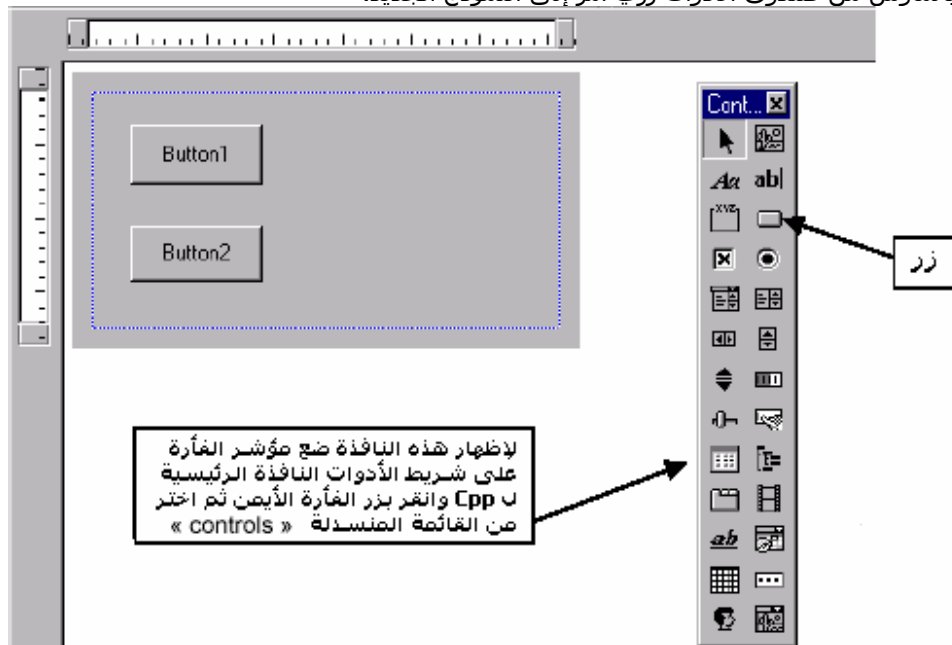 Cont...
Aa ab|
XYZ
Button1
زر
Button2
لإظهار هذه النافذة ضع مؤشر الفأرة
على شريط الأدوات النافذة الرئيسية
ل Cpp وانقر بزر الفأرة الأيمن ثم اختر
من القائمة المنسدلة « controls »
ab